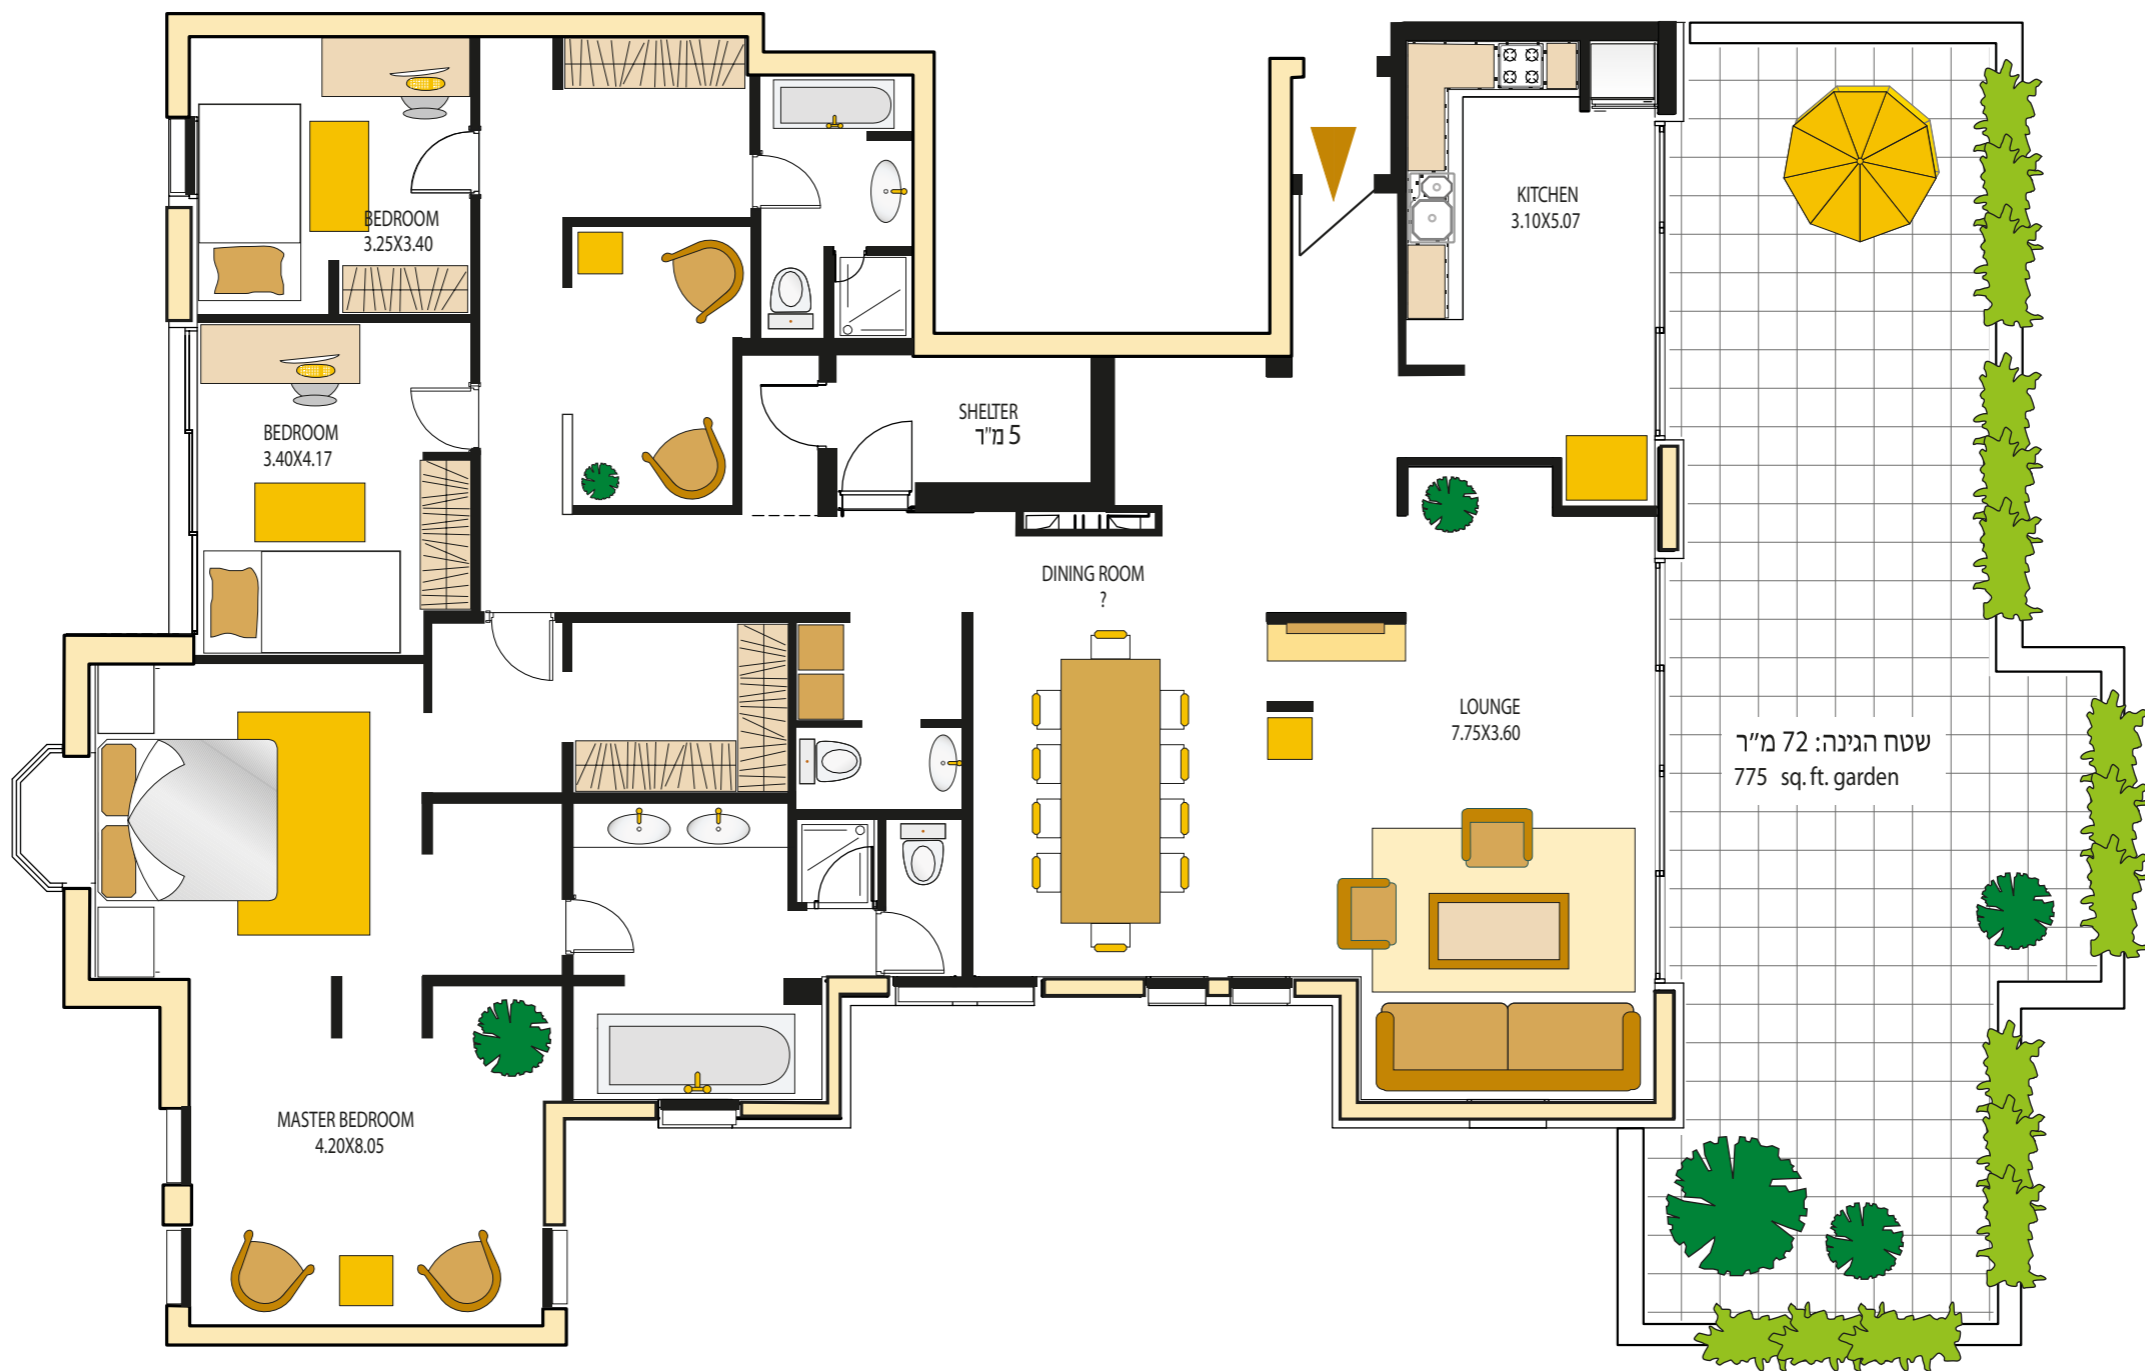 BEDROOM
3.25X3.40
KITCHEN
3.10X5.07
BEDROOM
3.40X4.17
SHELTER
5 מ"ר
DINING ROOM
?
LOUNGE
7.75X3.60
שטח הגינה: 72 מ"ר
775 sq. ft. garden
MASTER BEDROOM
4.20X8.05